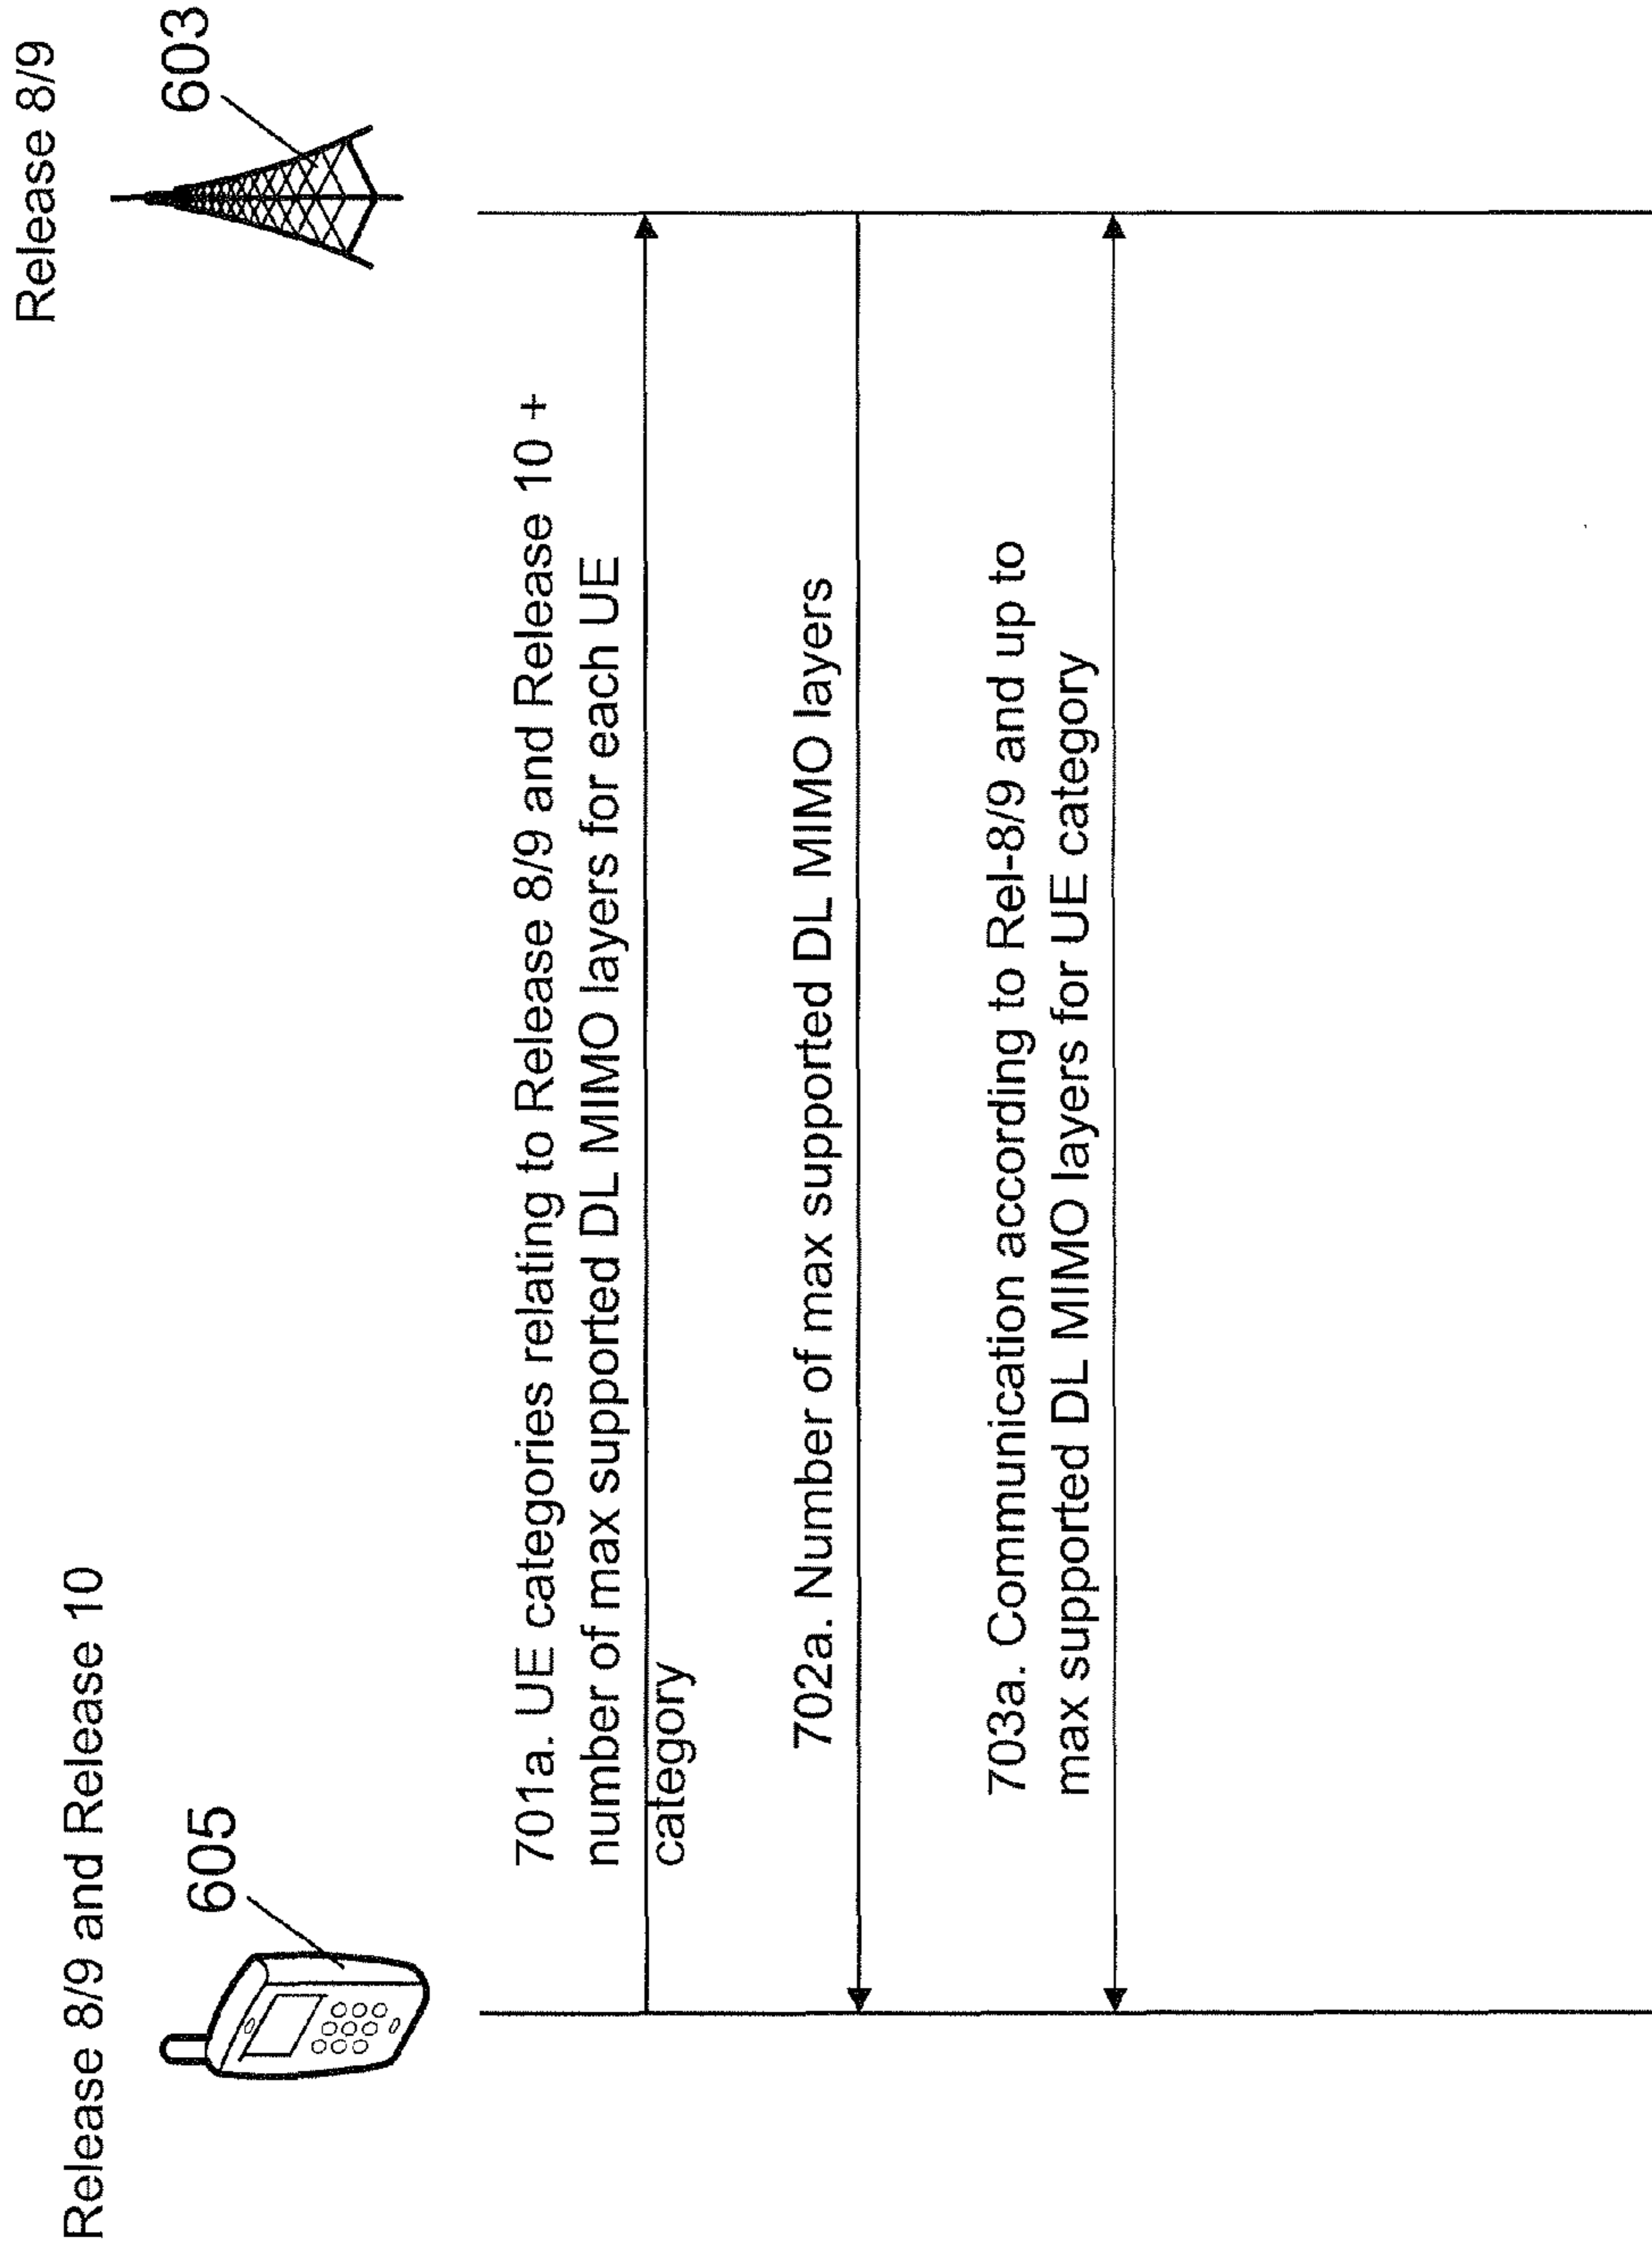 Release 8/9 and Release 10
Release 8/9
605
603
701a. UE categories relating to Release 8/9 and Release 10 +
number of max supported DL MIMO layers for each UE
category
702a. Number of max supported DL MIMO layers
703a. Communication according to Rel-8/9 and up to
max supported DL MIMO layers for UE category